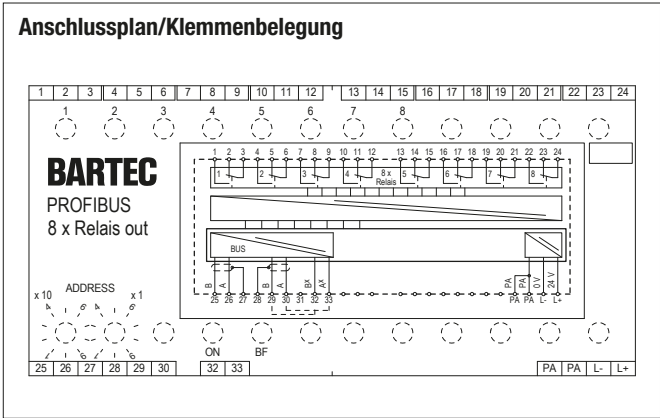 Anschlussplan/Klemmenbelegung
1 2 3 4 5 6 7 8 9 10 11 12 13 14 15 16 17 18 19 20 21 22 23 24
1 2 3 4 5 6 7 8
1 2 3 4 5 6 7 8 9 10 11 12 13 14 15 16 17 18 19 20 21 22 23 24
1 2 3 4 8 x 5 6 7 8
Relais
BARTEC
PROFIBUS
8 x Relais out
BUS
B A B A Bx Ax PA 0 V 24 V
25 26 27 28 29 30 31 32 33 PA PA L- L+
ADDRESS
x 10 x 1
ON BF
25 26 27 28 29 30 32 33 PA PA L- L+